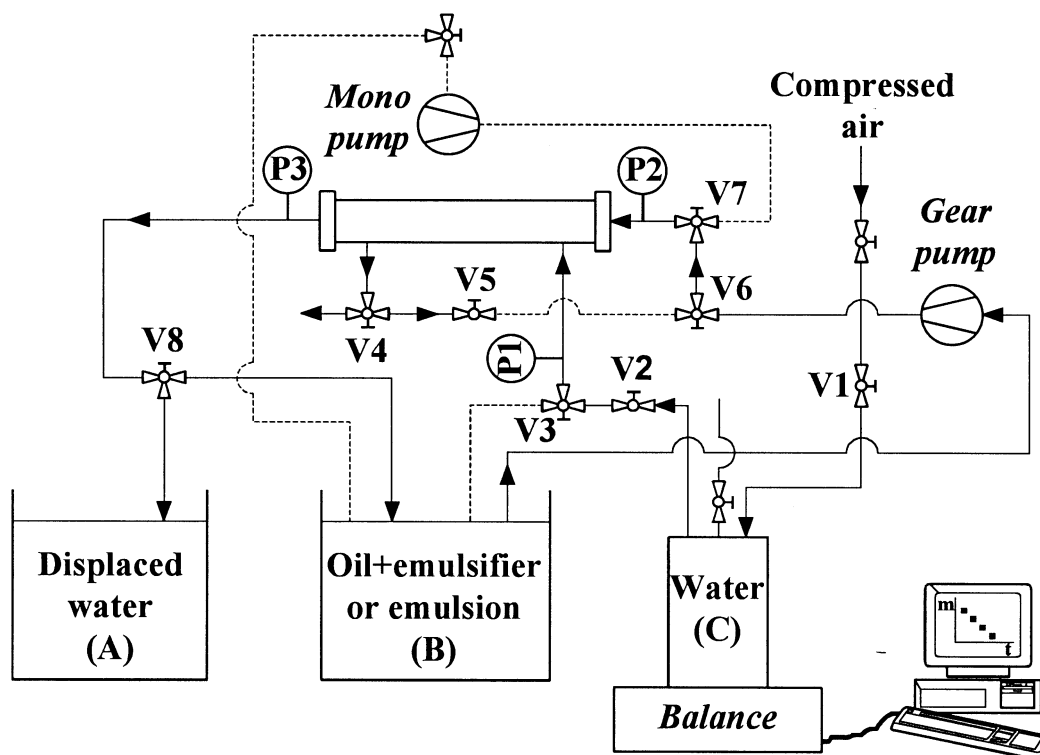 Mono
pump
Compressed
air
P3
P2
V7
Gear
pump
V5
V6
V4
V8
P1
V2
V1
V3
Displaced
water
(A)
Oil+emulsifier
or emulsion
(B)
Water
(C)
m
t
Balance